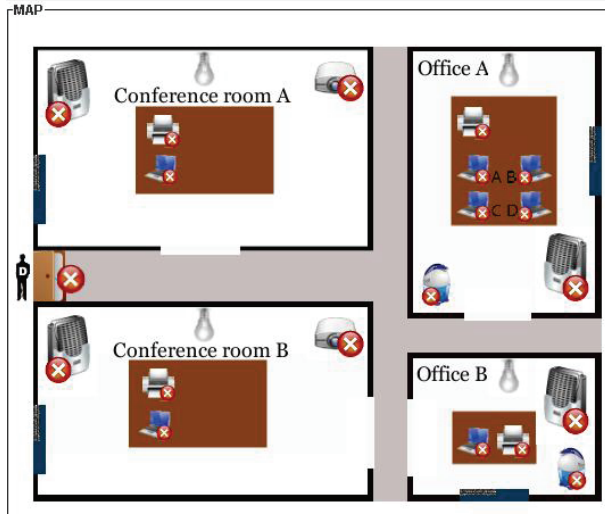 MAP
Office A
Conference room A
A B
C D
D
Conference room B
Office B